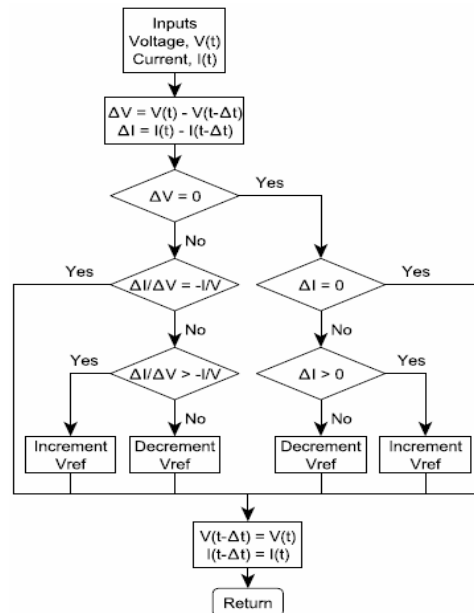 Inputs
Voltage, V(t)
Current, I(t)
ΔV = V(t) - V(t-Δt)
ΔI = I(t) - I(t-Δt)
Yes
ΔV = 0
No
Yes
ΔI/ΔV = -I/V
ΔI = 0
Yes
No
No
Yes
ΔI/ΔV > -I/V
ΔI > 0
Yes
No
No
Increment
Vref
Decrement
Vref
Decrement
Vref
Increment
Vref
V(t-Δt) = V(t)
I(t-Δt) = I(t)
Return